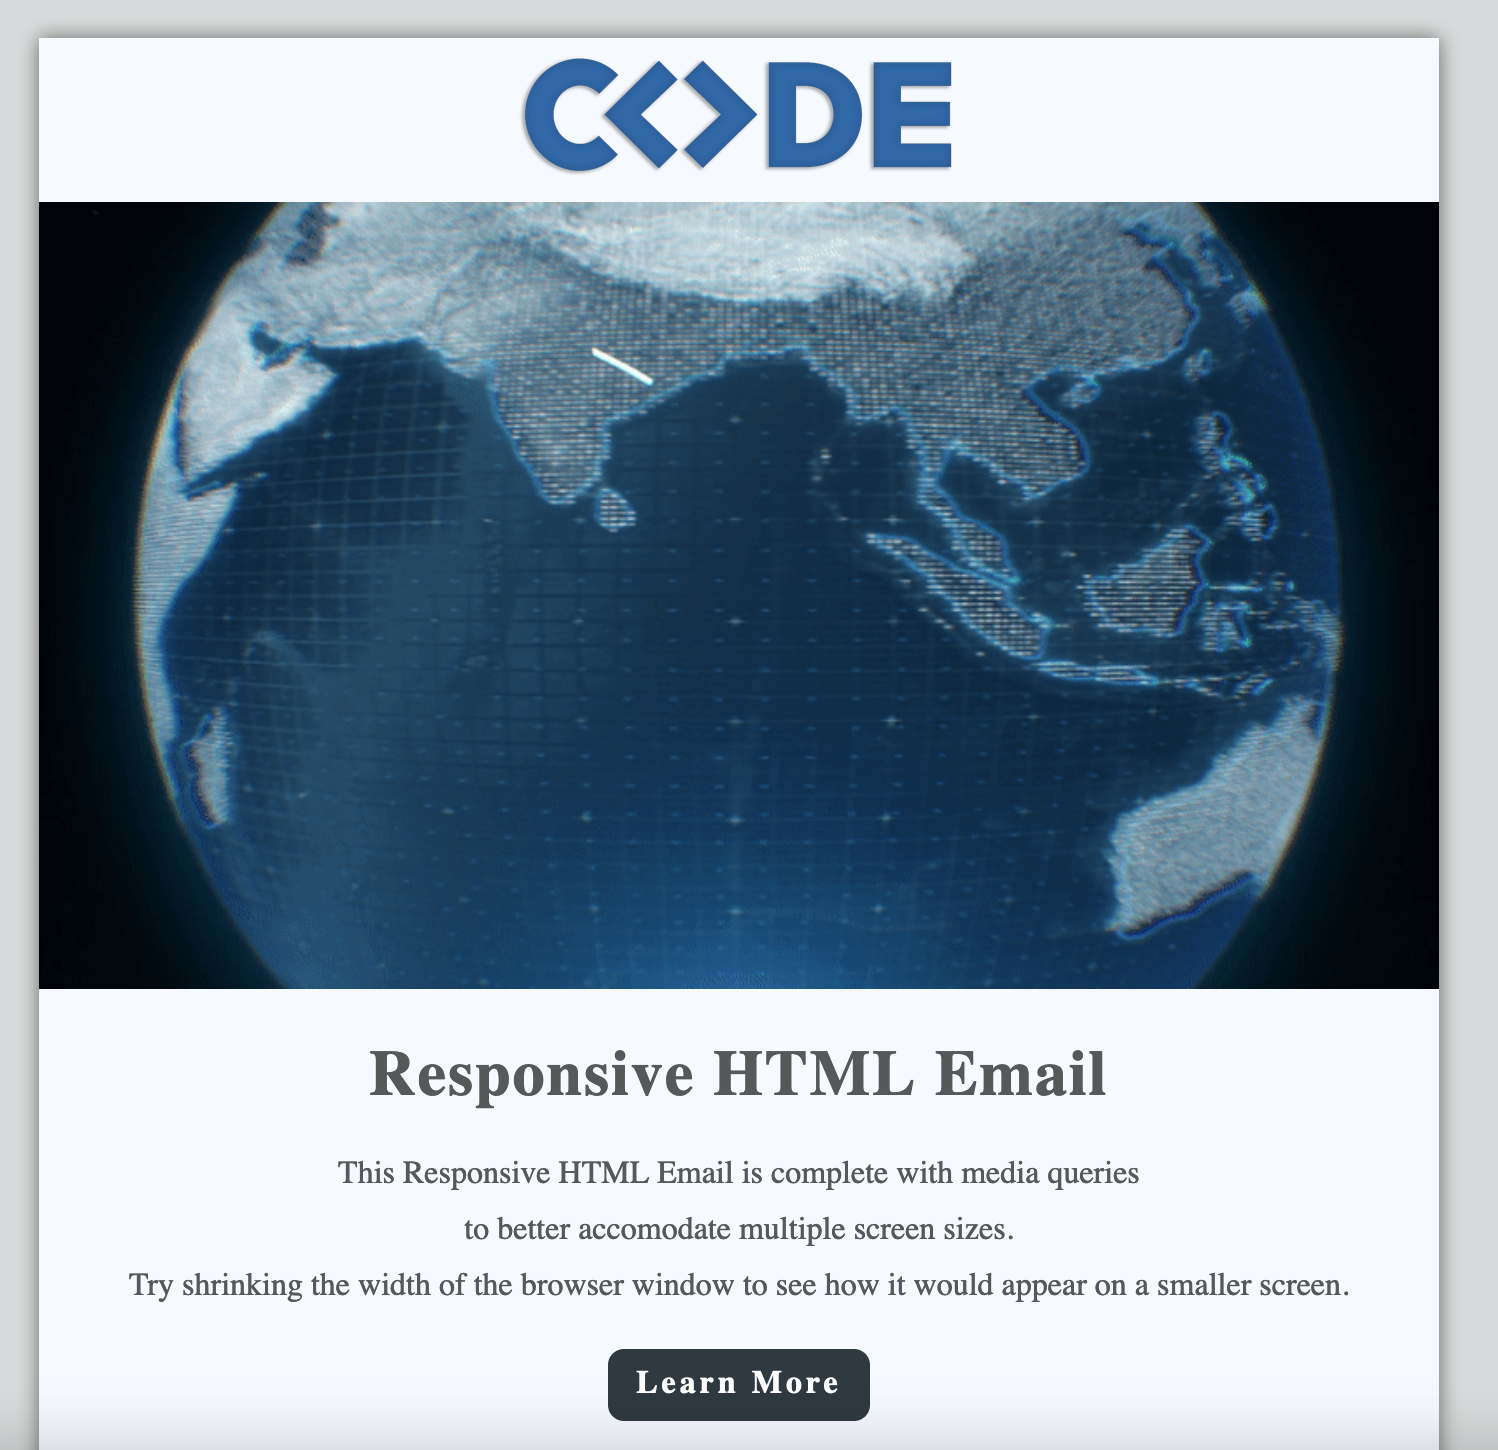 C<>DE
Responsive HTML Email
This Responsive HTML Email is complete with media queries
to better accomodate multiple screen sizes.
Try shrinking the width of the browser window to see how it would appear on a smaller screen.
Learn More